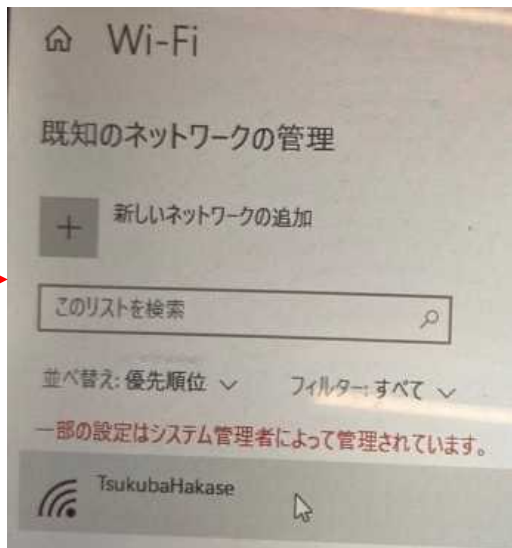 Wi-Fi
既知のネットワークの管理
新しいネットワークの追加
このリストを検索
並べ替え: 優先順位 フィルター: すべて
一部の設定はシステム管理者によって管理されています。
TsukubaHakase